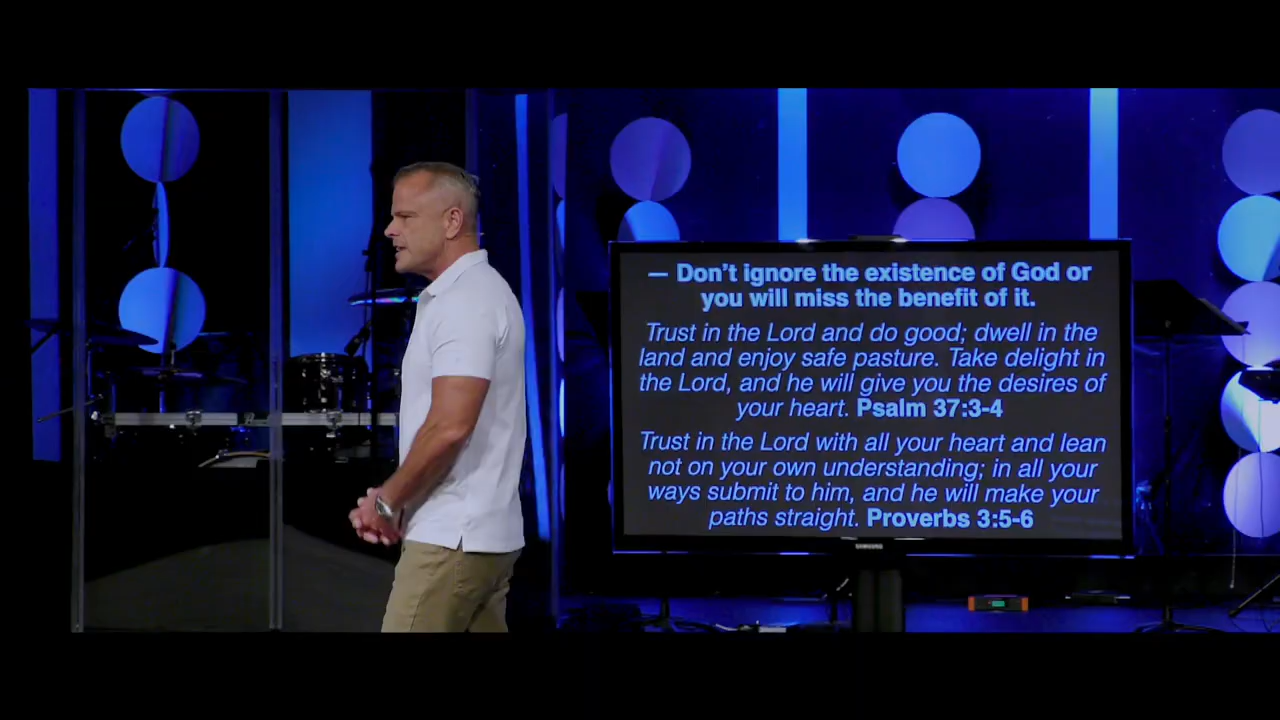 — Don’t ignore the existence of God or
you will miss the benefit of it.
Trust in the Lord and do good; dwell in the
land and enjoy safe pasture. Take delight in
the Lord, and he will give you the desires of
your heart. Psalm 37:3-4
Trust in the Lord with all your heart and lean
not on your own understanding; in all your
ways submit to him, and he will make your
paths straight. Proverbs 3:5-6
SAMSUNG